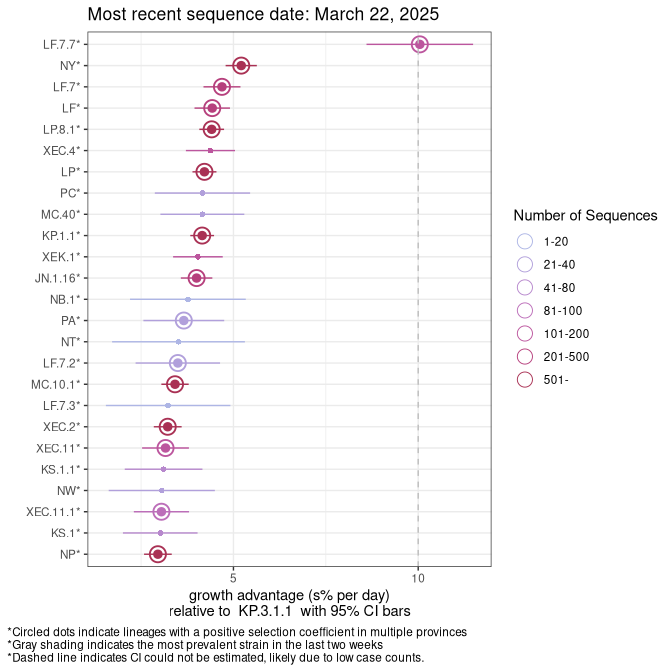 Most recent sequence date: March 22, 2025
LF.7.7*
NY*
LF.7*
LF*
LP.8.1*
XEC.4*
LP*
PC*
MC.40*
KP.1.1*
XEK.1*
JN.1.16*
NB.1*
PA*
NT*
LF.7.2*
MC.10.1*
LF.7.3*
XEC.2*
XEC.11*
KS.1.1*
NW*
XEC.11.1*
KS.1*
NP*
5 10
growth advantage (s% per day)
relative to KP.3.1.1 with 95% CI bars
Number of Sequences
1-20
21-40
41-80
81-100
101-200
201-500
501-
*Circled dots indicate lineages with a positive selection coefficient in multiple provinces
*Gray shading indicates the most prevalent strain in the last two weeks
*Dashed line indicates CI could not be estimated, likely due to low case counts.